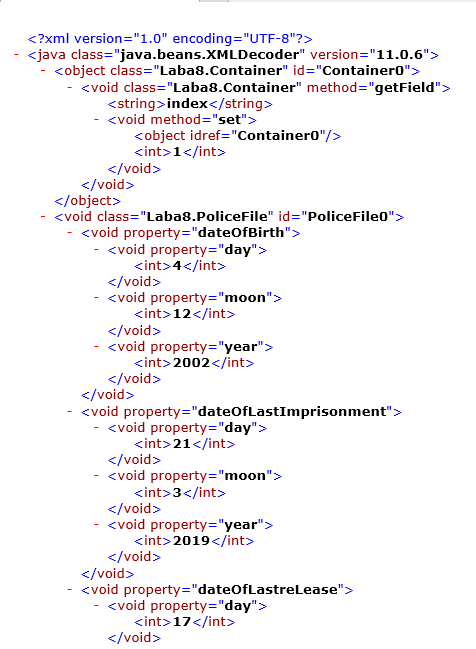 <?xml version="1.0" encoding="UTF-8"?>
- <java class="java.beans.XMLDecoder" version="11.0.6">
- <object class="Laba8.Container" id="Container0">
- <void class="Laba8.Container" method="getField">
<string>index</string>
- <void method="set">
<object idref="Container0"/>
<int>1</int>
</void>
</void>
</object>
- <void class="Laba8.PoliceFile" id="PoliceFile0">
- <void property="dateOfBirth">
- <void property="day">
<int>4</int>
</void>
- <void property="moon">
<int>12</int>
</void>
- <void property="year">
<int>2002</int>
</void>
</void>
- <void property="dateOfLastImprisonment">
- <void property="day">
<int>21</int>
</void>
- <void property="moon">
<int>3</int>
</void>
- <void property="year">
<int>2019</int>
</void>
</void>
- <void property="dateOfLastreLease">
- <void property="day">
<int>17</int>
</void>